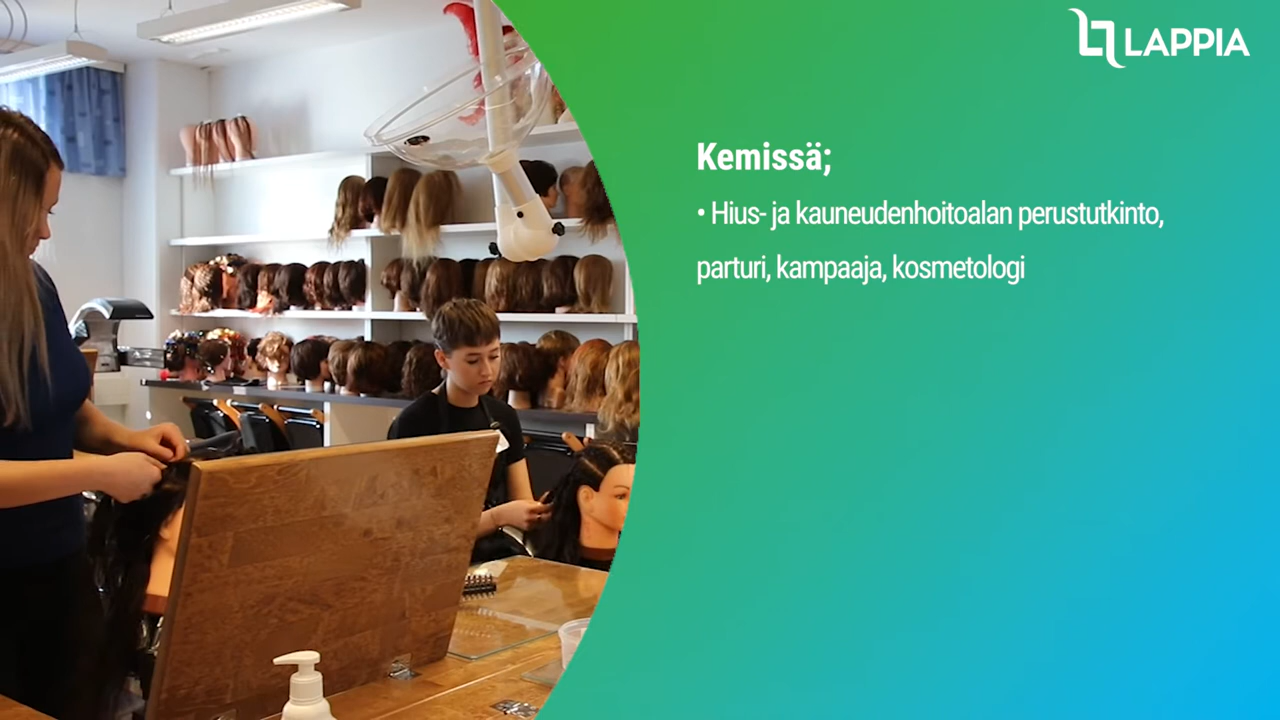 LAPPIA
Kemissä;
• Hius- ja kauneudenhoitoalan perustutkinto,
parturi, kampaaja, kosmetologi